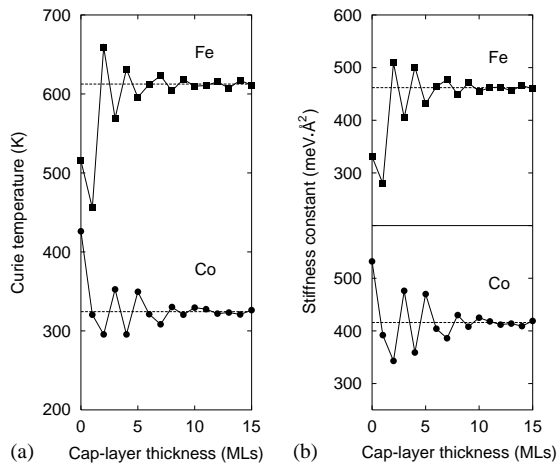 700
600
500
400
300
200
Curie temperature (K)
Fe
Co
0 5 10 15
(a) Cap-layer thickness (MLs)
600
500
400
300
500
400
300
Stiffness constant (meV.Å²)
Fe
Co
0 5 10 15
(b) Cap-layer thickness (MLs)